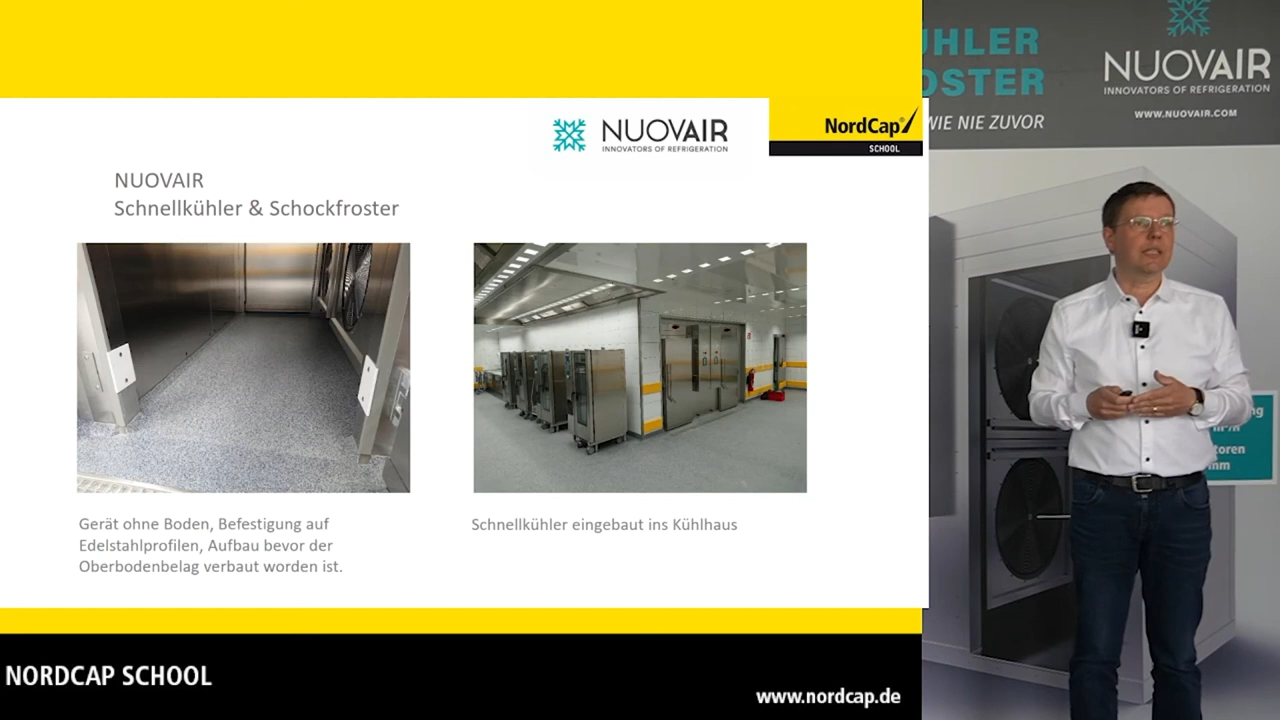 NUOVAIR
INNOVATORS OF REFRIGERATION
NordCap®
SCHOOL
NUOVAIR
Schnellkühler & Schockfroster
Gerät ohne Boden, Befestigung auf
Edelstahlprofilen, Aufbau bevor der
Oberbodenbelag verbaut worden ist.
Schnellkühler eingebaut ins Kühlhaus
NORDCAP SCHOOL
www.nordcap.de
NUOVAIR
INNOVATORS OF REFRIGERATION
WWW.NUOVAIR.COM
WIE NIE ZUVOR